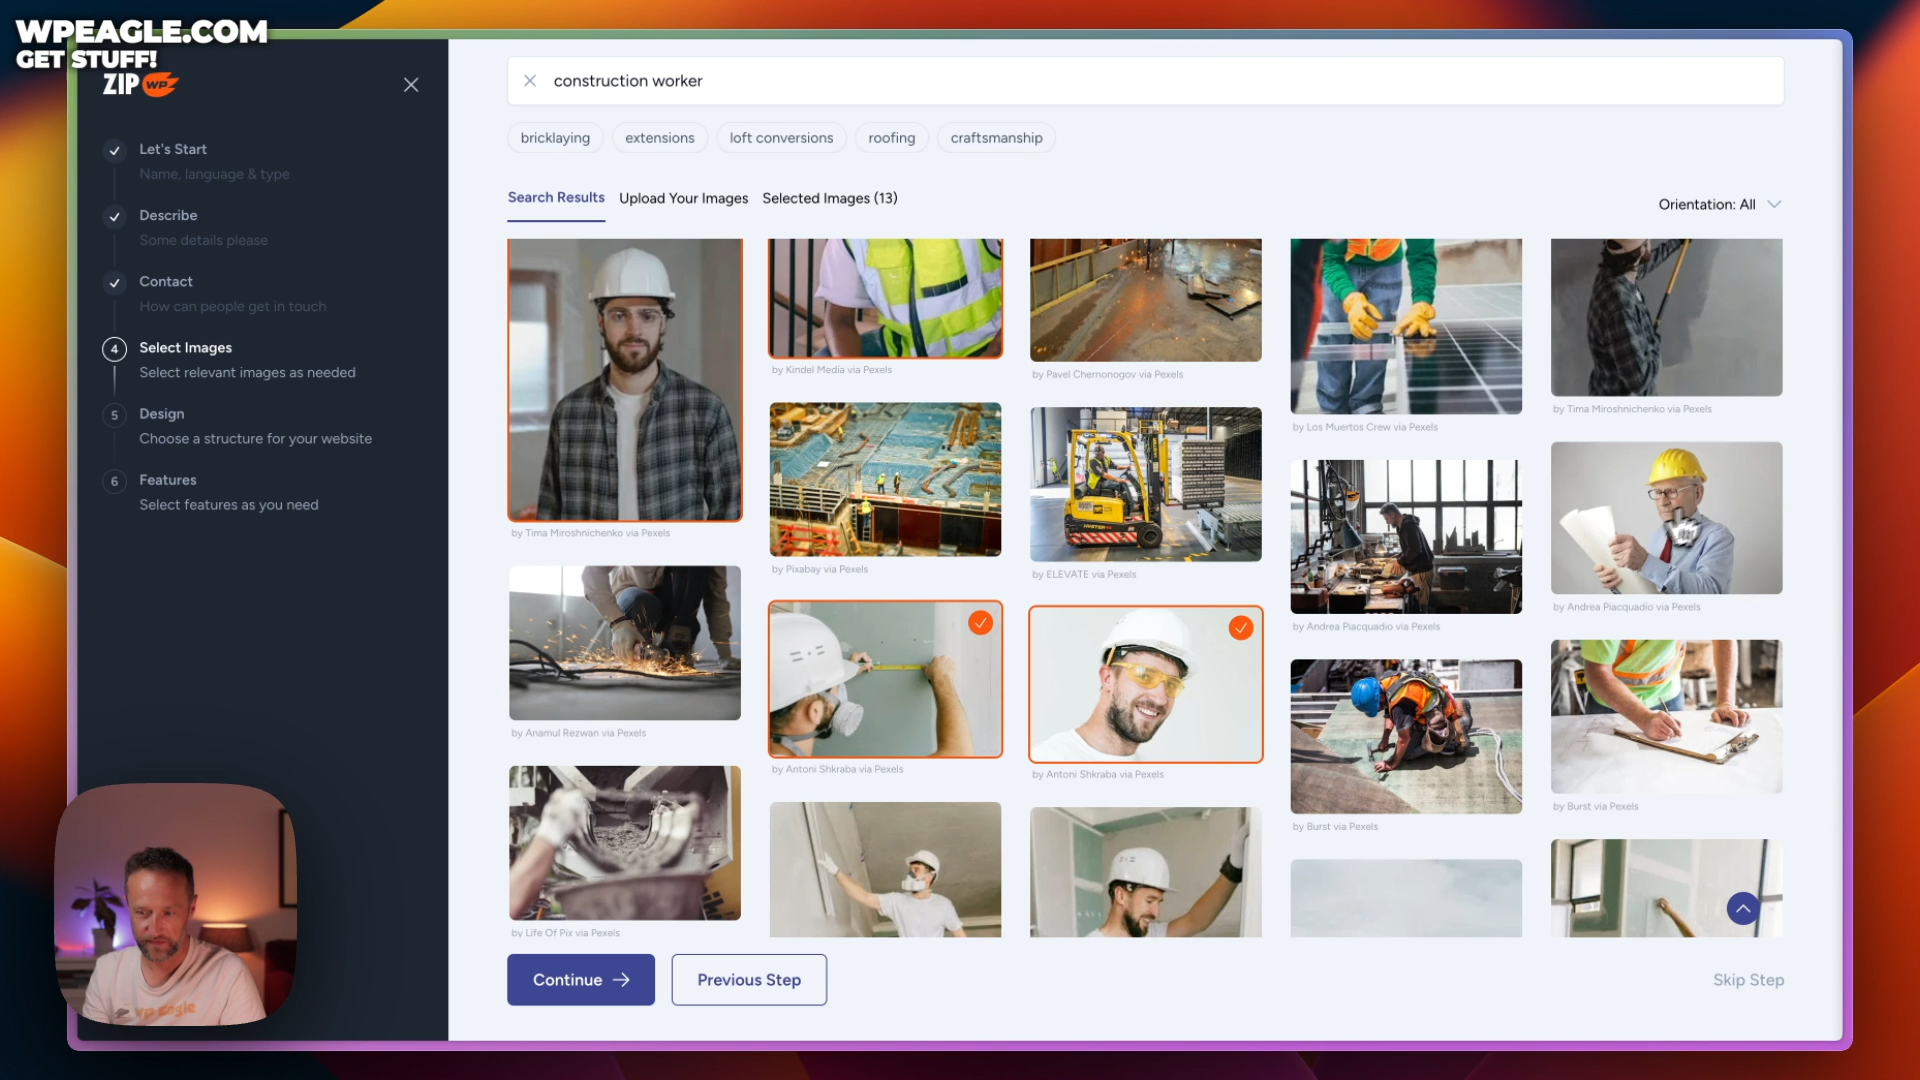 WPEAGLE.COM
GET STUFF!
ZIP WP
construction worker
bricklaying
extensions
loft conversions
roofing
craftsmanship
Let's Start
Name, language & type
Describe
Some details please
Contact
How can people get in touch
4
Select Images
Select relevant images as needed
5
Design
Choose a structure for your website
6
Features
Select features as you need
Search Results
Upload Your Images
Selected Images (13)
Orientation: All
by Tima Miroshnichenko via Pexels
by Anamul Rezwan via Pexels
by Life Of Pix via Pexels
by Kindel Media via Pexels
by Pixabay via Pexels
by Antoni Shkraba via Pexels
by Pavel Chernonogov via Pexels
by ELEVATE via Pexels
by Antoni Shkraba via Pexels
by Los Muertos Crew via Pexels
by Andrea Piacquadio via Pexels
by Burst via Pexels
by Tima Miroshnichenko via Pexels
by Andrea Piacquadio via Pexels
by Burst via Pexels
Continue
Previous Step
Skip Step
wp eagle